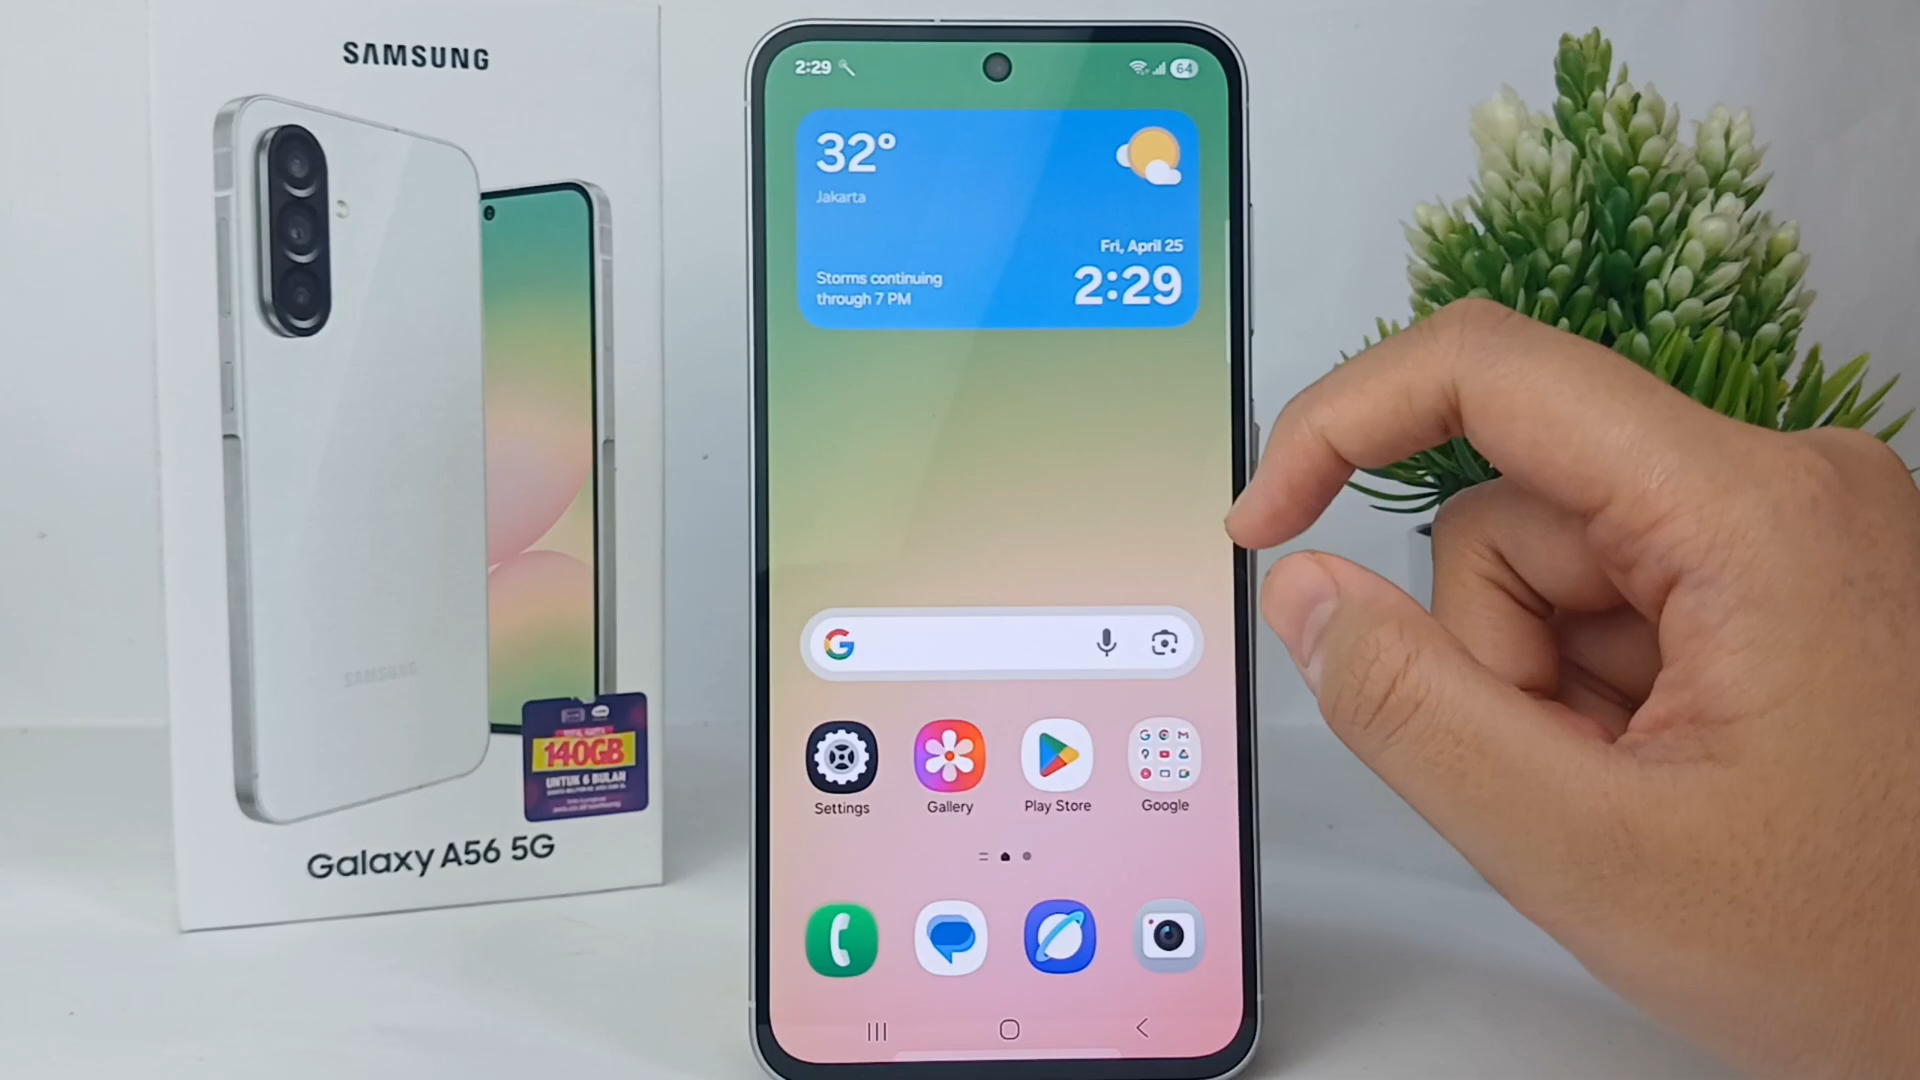 SAMSUNG
SAMSUNG
140GB
UNTUK 6 BULAN
Galaxy A56 5G
2:29
64
32°
Jakarta
Fri, April 25
2:29
Storms continuing
through 7 PM
Settings
Gallery
Play Store
Google